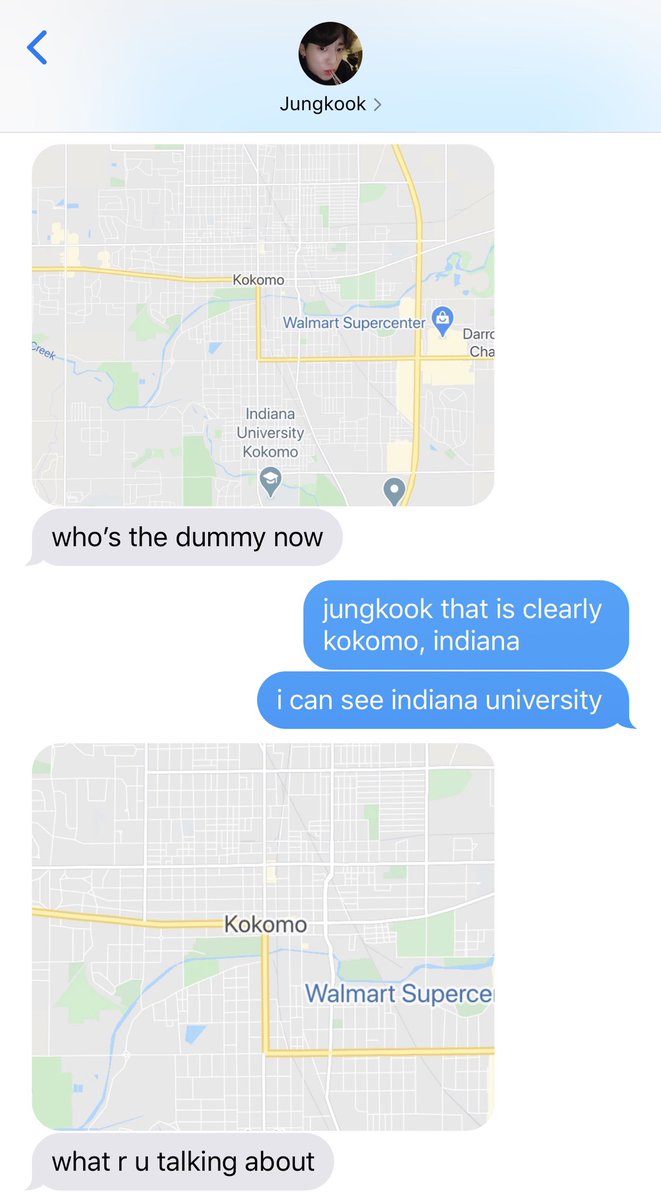 Jungkook
Kokomo
Walmart Supercenter
Darro
Cha
Creek
Indiana
University
Kokomo
who's the dummy now
jungkook that is clearly
kokomo, indiana
i can see indiana university
Kokomo
Walmart Supercen
what r u talking about